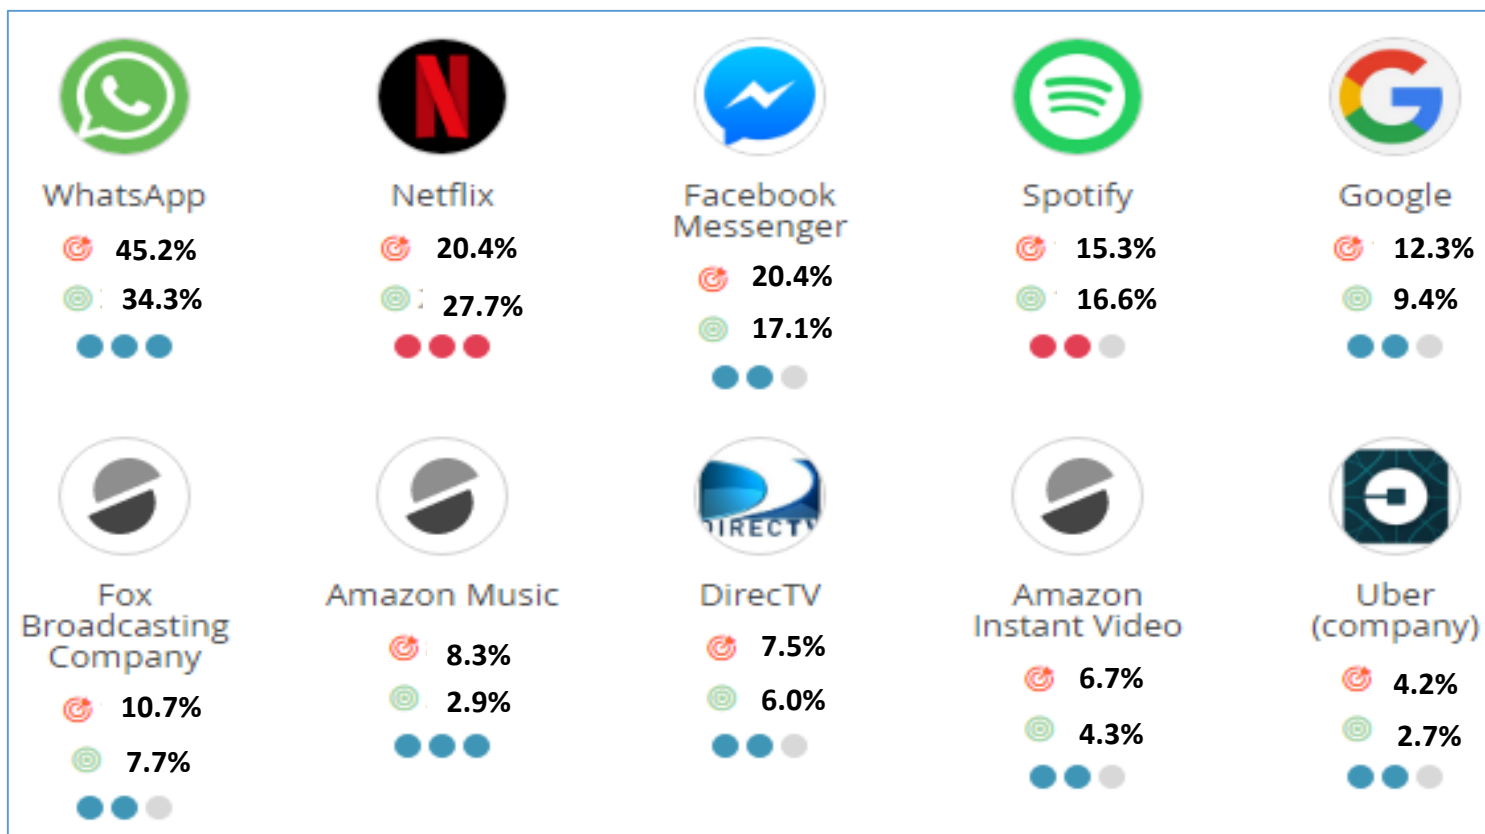 WhatsApp
45.2%
34.3%
Netflix
20.4%
27.7%
Facebook
Messenger
20.4%
17.1%
Spotify
15.3%
16.6%
Google
12.3%
9.4%
Fox
Broadcasting
Company
10.7%
7.7%
Amazon Music
8.3%
2.9%
DIRECTV
DirecTV
7.5%
6.0%
Amazon
Instant Video
6.7%
4.3%
Uber
(company)
4.2%
2.7%